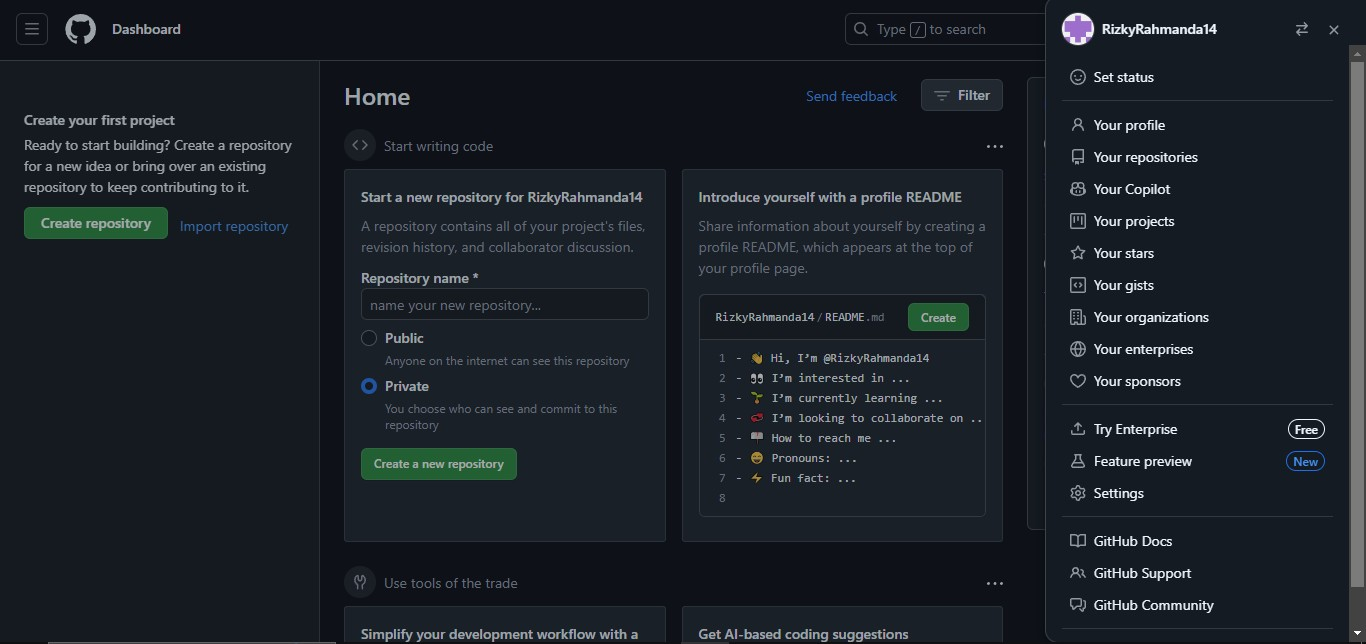 Dashboard
Type / to search
Create your first project
Ready to start building? Create a repository
for a new idea or bring over an existing
repository to keep contributing to it.
Create repository
Import repository
Home
Send feedback
Filter
Start writing code
Start a new repository for RizkyRahmanda14
A repository contains all of your project's files,
revision history, and collaborator discussion.
Repository name *
name your new repository...
Public
Anyone on the internet can see this repository
Private
You choose who can see and commit to this
repository
Create a new repository
Introduce yourself with a profile README
Share information about yourself by creating a
profile README, which appears at the top of
your profile page.
RizkyRahmanda14/README.md
Create
1 - 👋 Hi, I’m @RizkyRahmanda14
2 - 👀 I’m interested in ...
3 - 🌱 I’m currently learning ...
4 - 💞️ I’m looking to collaborate on ..
5 - 📫 How to reach me ...
6 - 😄 Pronouns: ...
7 - ⚡ Fun fact: ...
8
Use tools of the trade
Simplify your development workflow with a
Get AI-based coding suggestions
RizkyRahmanda14
Set status
Your profile
Your repositories
Your Copilot
Your projects
Your stars
Your gists
Your organizations
Your enterprises
Your sponsors
Try Enterprise
Free
Feature preview
New
Settings
GitHub Docs
GitHub Support
GitHub Community